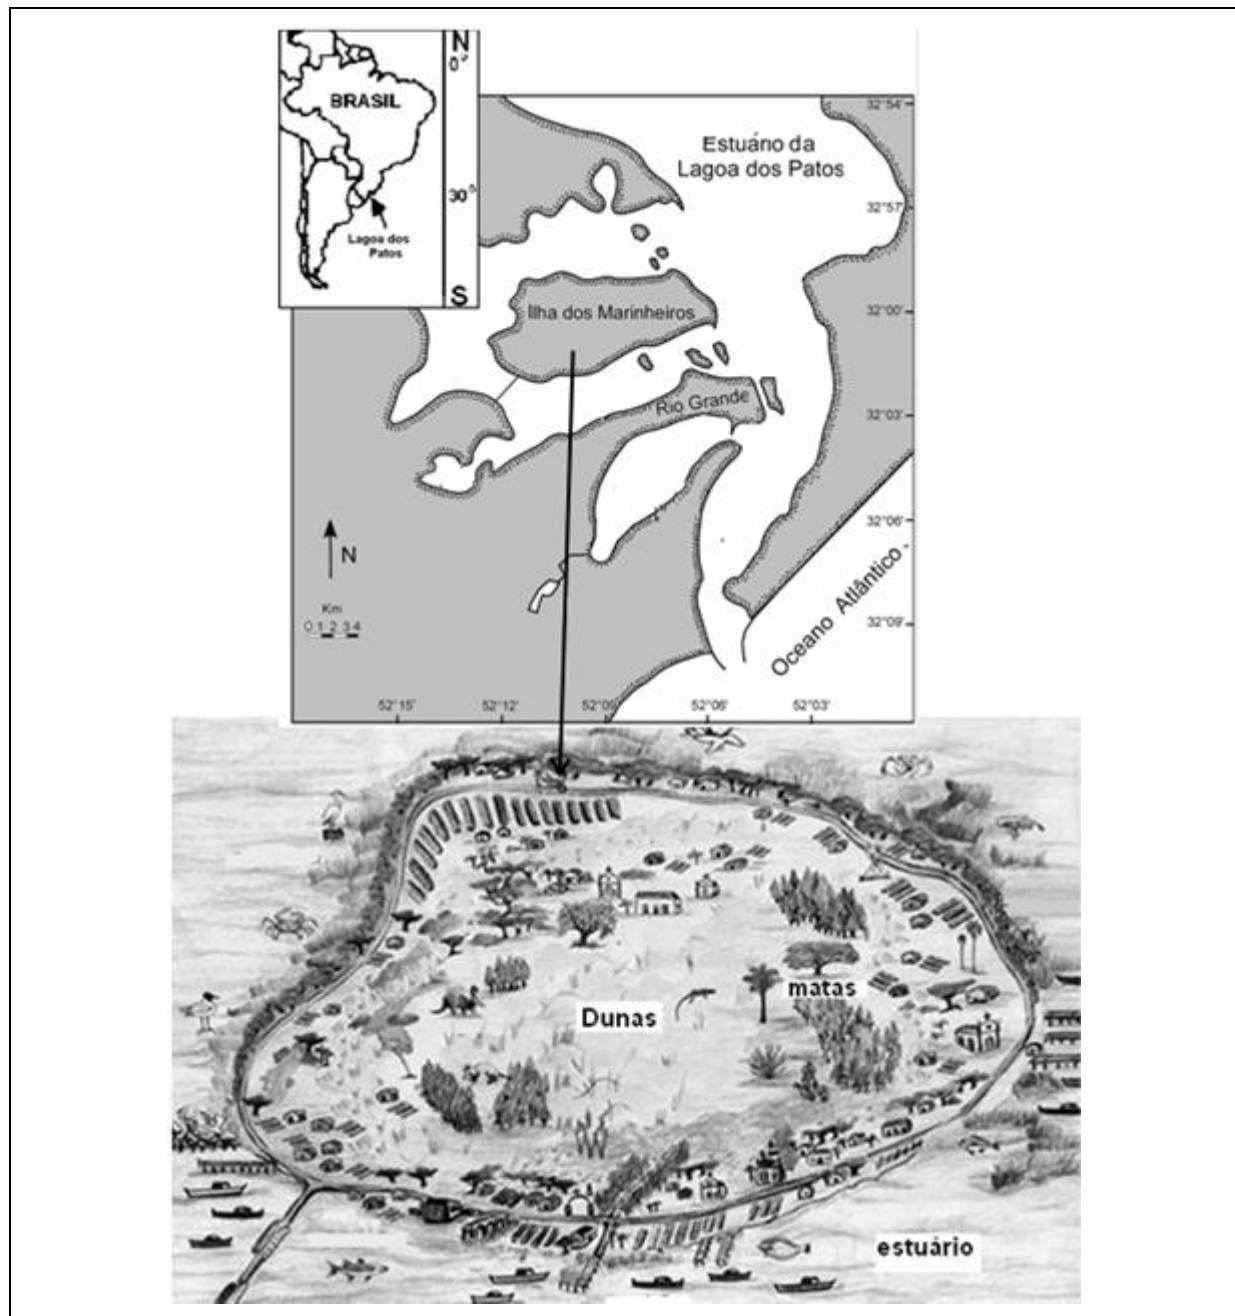 N
0°
BRASIL
30°
Lagoa dos
Patos
S
32°54'
Estuáno da
Lagoa dos Patos
32°57'
Ilha dos Marinheiros
32°00'
Rio Grande
32°03'
32°06'
N
Km
0 1 2 3 4
Oceano Atlântico
32°09'
52°15'
52°12'
52°09'
52°06'
52°03'
matas
Dunas
estuário